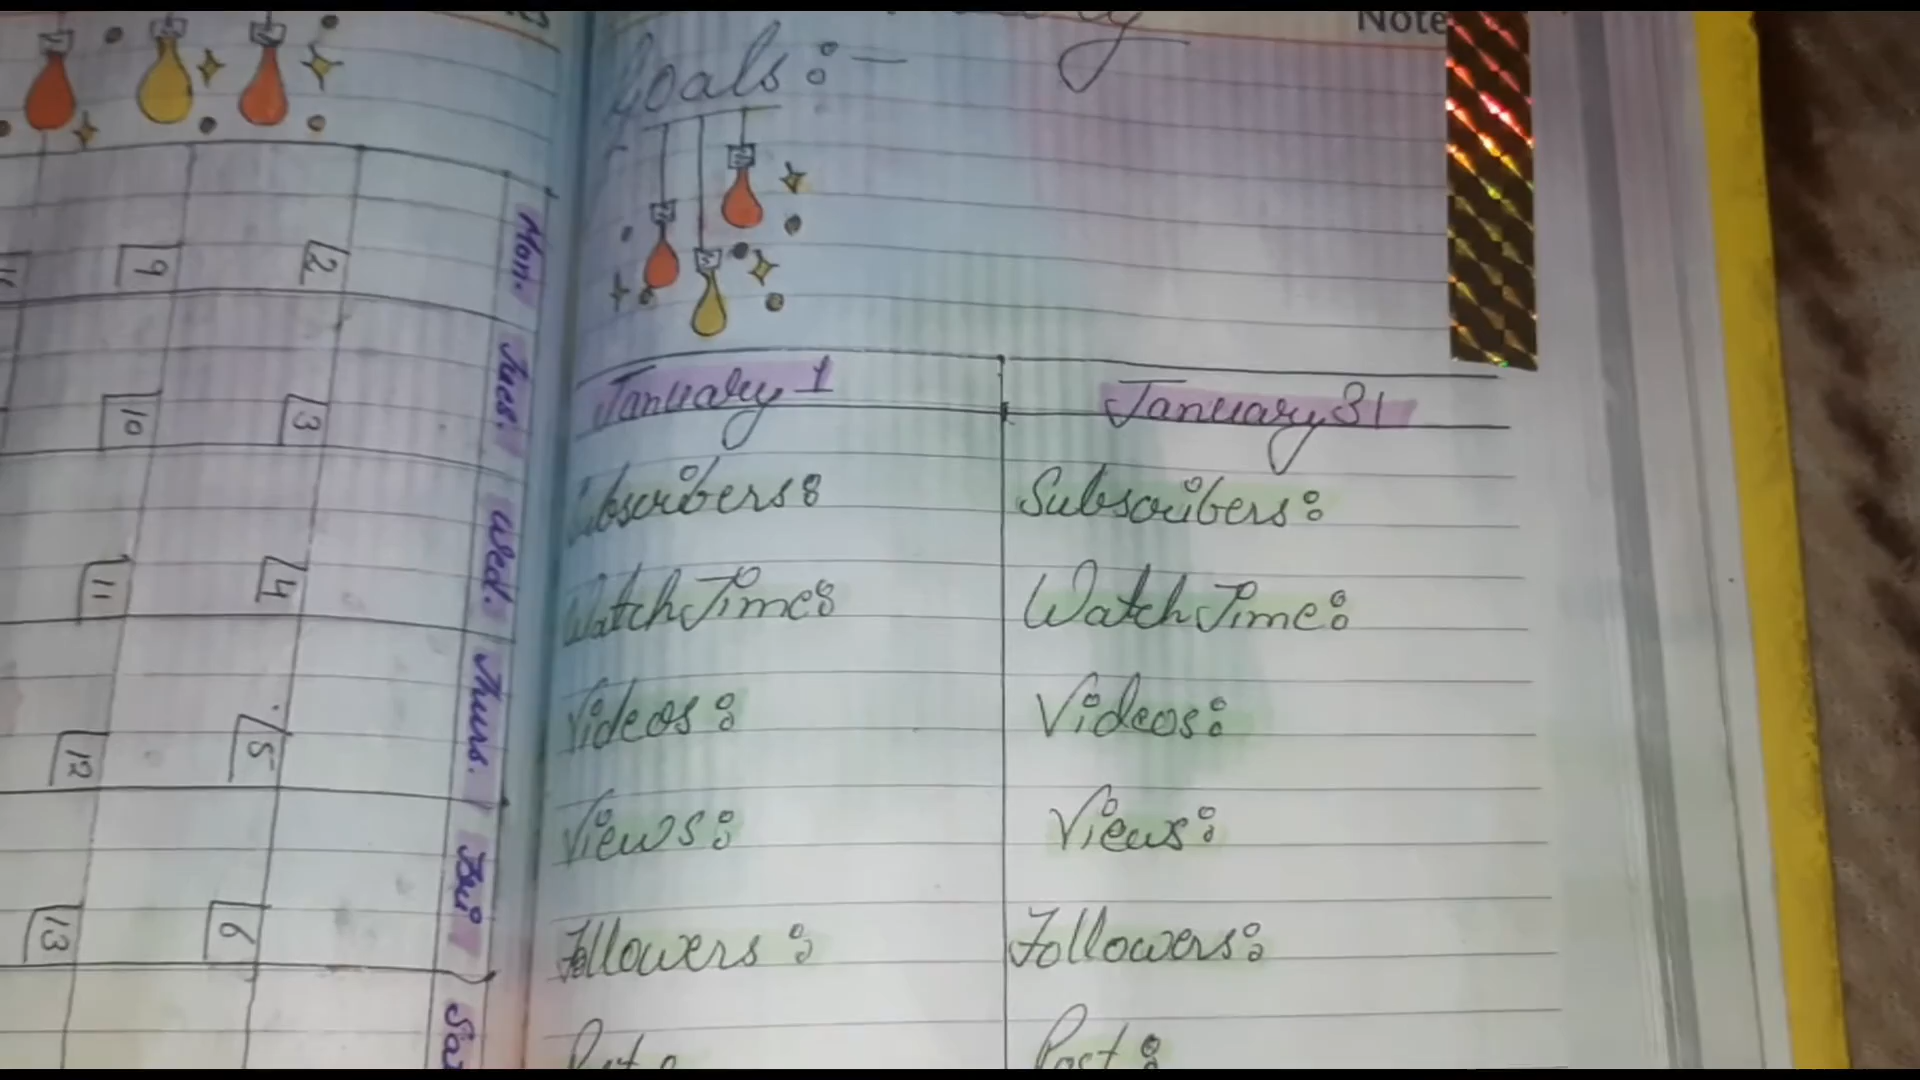 Note
Goals:-
January 1
January 31
Subscribers:
Subscribers:
Watch Time:
Watch Time:
Videos:
Videos:
Views:
Views:
Followers:
Followers:
Post:
Post:
Mon.
Tues.
Wed.
Thurs.
Fri
2
3
4
5
6
9
10
11
12
13